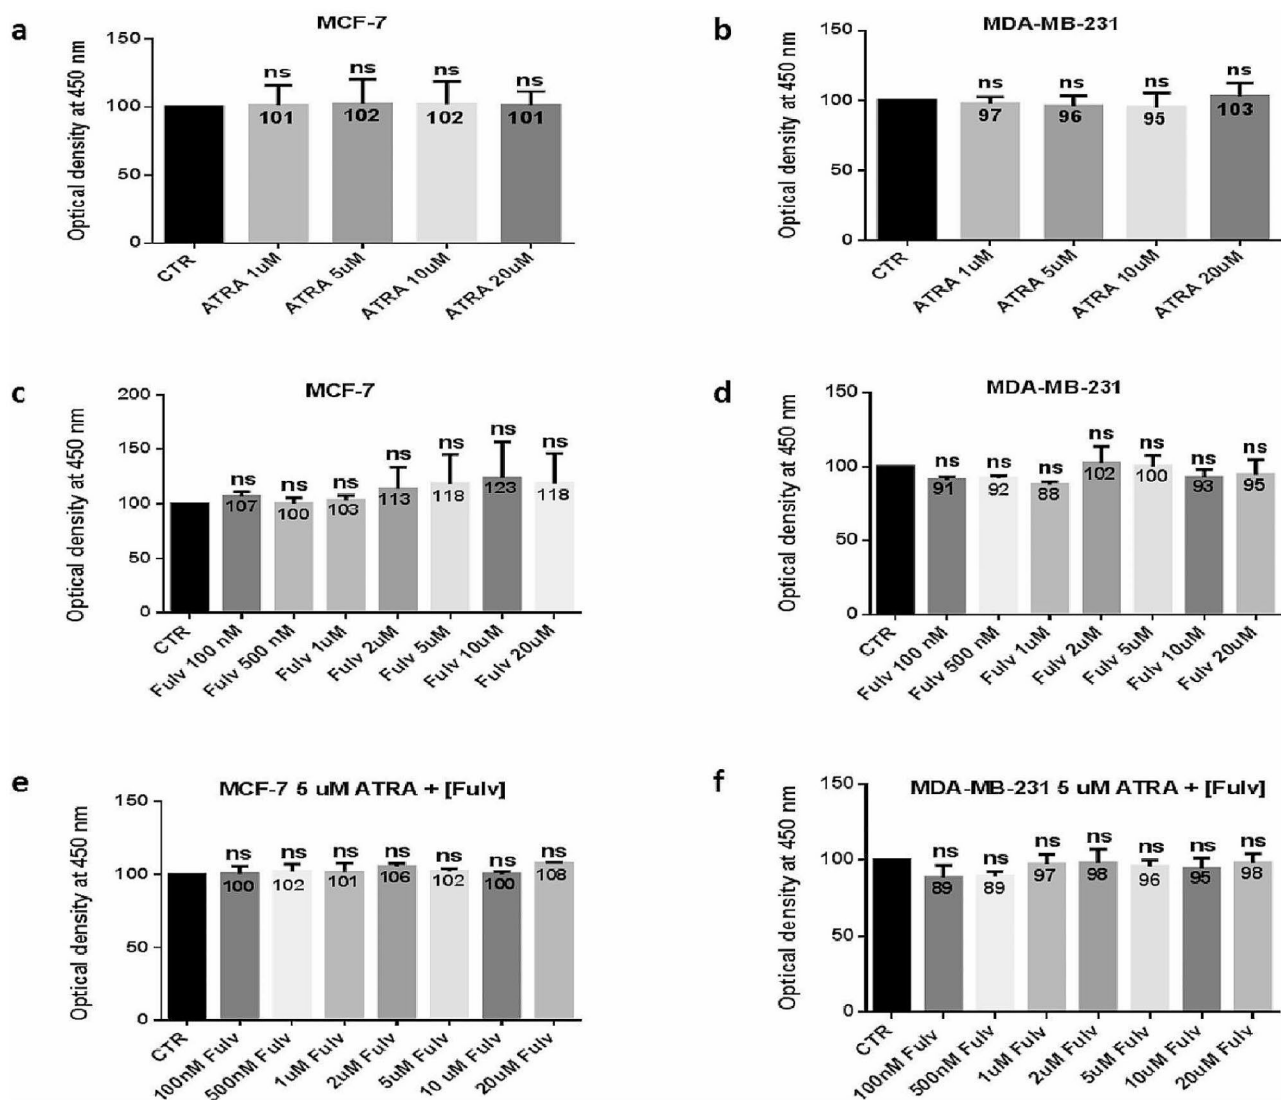 a
MCF-7
Optical density at 450 nm
150
100
50
0
ns ns ns ns
101 102 102 101
CTR
ATRA 1uM
ATRA 5uM
ATRA 10uM
ATRA 20uM
b
MDA-MB-231
Optical density at 450 nm
150
100
50
0
ns ns ns ns
97 96 95 103
CTR
ATRA 1uM
ATRA 5uM
ATRA 10uM
ATRA 20uM
c
MCF-7
Optical density at 450 nm
200
150
100
50
0
ns ns ns ns ns ns ns
107 100 103 113 118 123 118
CTR
Fulv 100 nM
Fulv 500 nM
Fulv 1uM
Fulv 2uM
Fulv 5uM
Fulv 10uM
Fulv 20uM
d
MDA-MB-231
Optical density at 450 nm
150
100
50
0
ns ns ns ns ns ns ns
91 92 88 102 100 93 95
CTR
Fulv 100 nM
Fulv 500 nM
Fulv 1uM
Fulv 2uM
Fulv 5uM
Fulv 10uM
Fulv 20uM
e
MCF-7 5 uM ATRA + [Fulv]
Optical density at 450 nm
150
100
50
0
ns ns ns ns ns ns ns
100 102 101 106 102 100 108
CTR
100nM Fulv
500nM Fulv
1uM Fulv
2uM Fulv
5uM Fulv
10 uM Fulv
20uM Fulv
f
MDA-MB-231 5 uM ATRA + [Fulv]
Optical density at 450 nm
150
100
50
0
ns ns ns ns ns ns ns
89 89 97 98 96 95 98
CTR
100nM Fulv
500nM Fulv
1uM Fulv
2uM Fulv
5uM Fulv
10uM Fulv
20uM Fulv